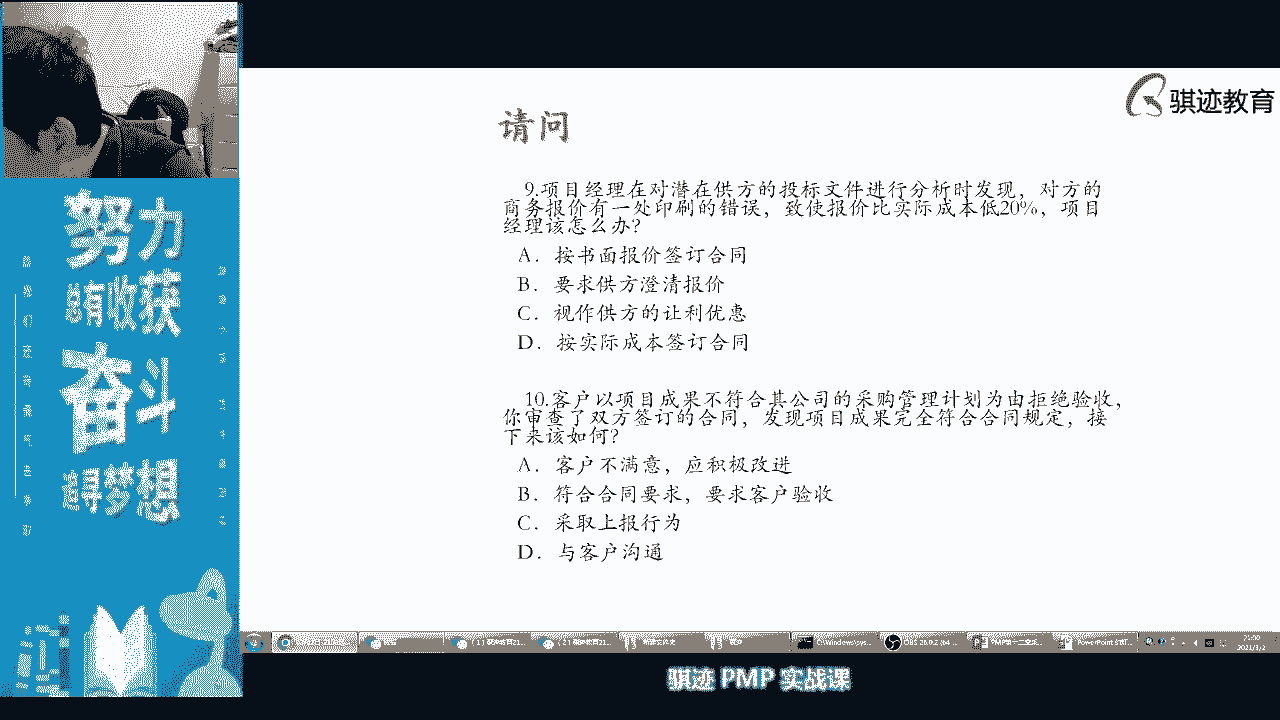 骐迹教育
请问
9.项目经理在对潜在供方的投标文件进行分析时发现，对方的
商务报价有一处印刷的错误，致使报价比实际成本低20%，项目
经理该怎么办？
A．按书面报价签订合同
B．要求供方澄清报价
C．视作供方的让利优惠
D．按实际成本签订合同
10.客户以项目成果不符合其公司的采购管理计划为由拒绝验收，
你审查了双方签订的合同，发现项目成果完全符合合同规定，接
下来该如何？
A．客户不满意，应积极改进
B．符合合同要求，要求客户验收
C．采取上报行为
D．与客户沟通
努力
总有收获
奋斗
追寻梦想
21:00
2021/3/2
骐迹 PMP 实战课